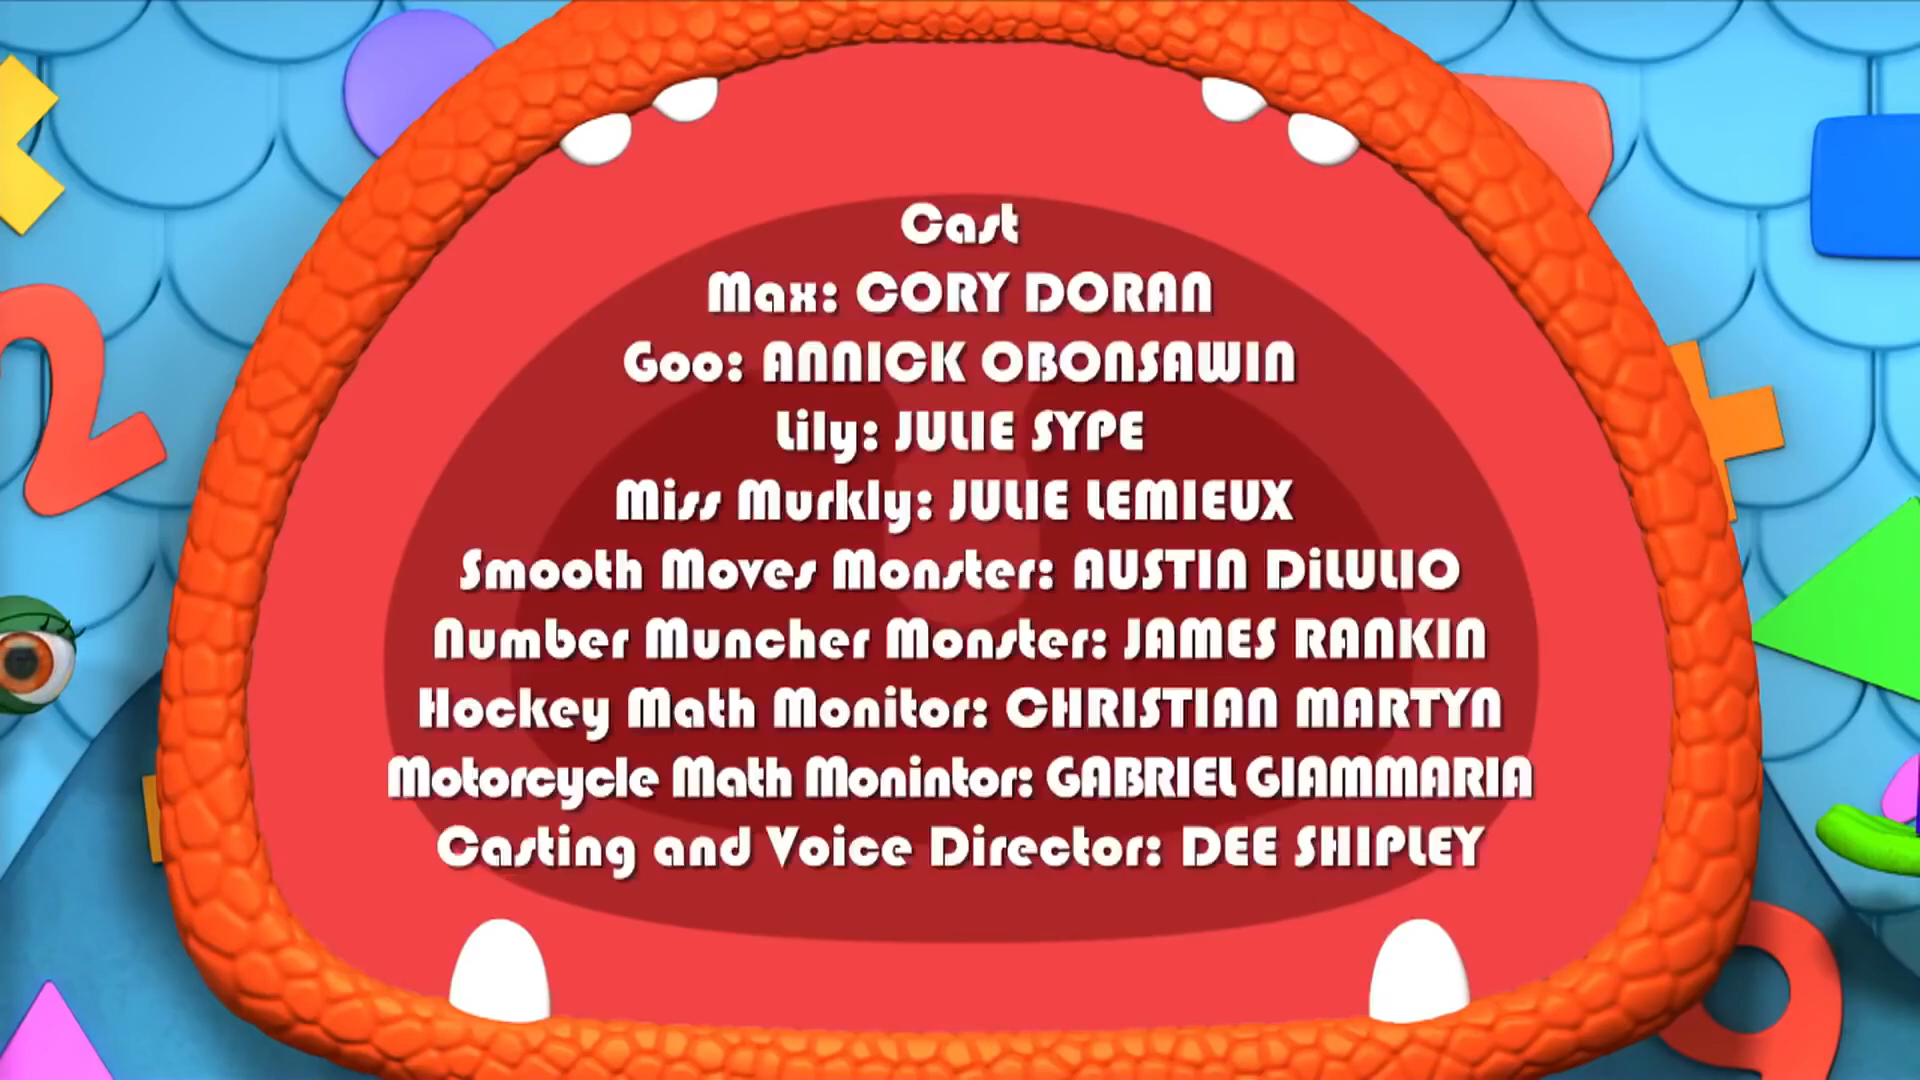 Cast
Max: CORY DORAN
Goo: ANNICK OBONSAWIN
Lily: JULIE SYPE
Miss Murkly: JULIE LEMIEUX
Smooth Moves Monster: AUSTIN DiLULIO
Number Muncher Monster: JAMES RANKIN
Hockey Math Monitor: CHRISTIAN MARTYN
Motorcycle Math Monintor: GABRIEL GIAMMARIA
Casting and Voice Director: DEE SHIPLEY
2
9